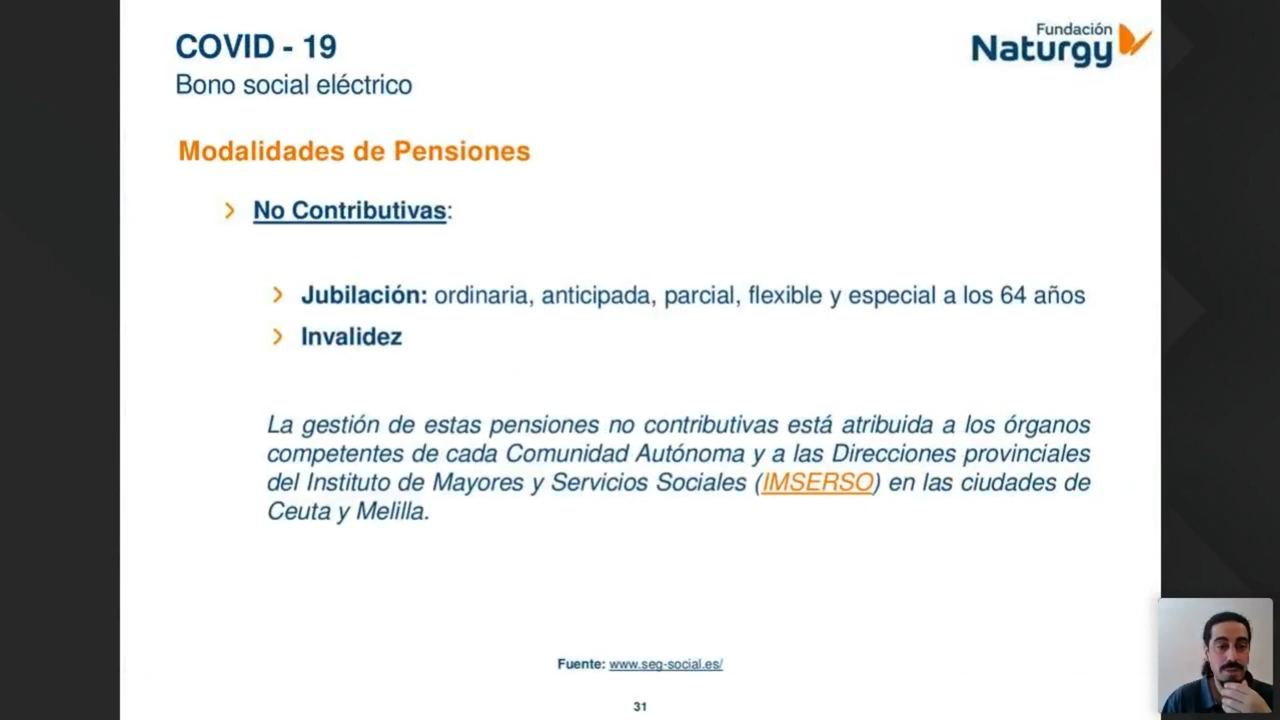 COVID - 19
Fundación
Naturgy
Bono social eléctrico
Modalidades de Pensiones
No Contributivas:
Jubilación: ordinaria, anticipada, parcial, flexible y especial a los 64 años
Invalidez
La gestión de estas pensiones no contributivas está atribuida a los órganos
competentes de cada Comunidad Autónoma y a las Direcciones provinciales
del Instituto de Mayores y Servicios Sociales (IMSERSO) en las ciudades de
Ceuta y Melilla.
Fuente: www.seg-social.es/
31